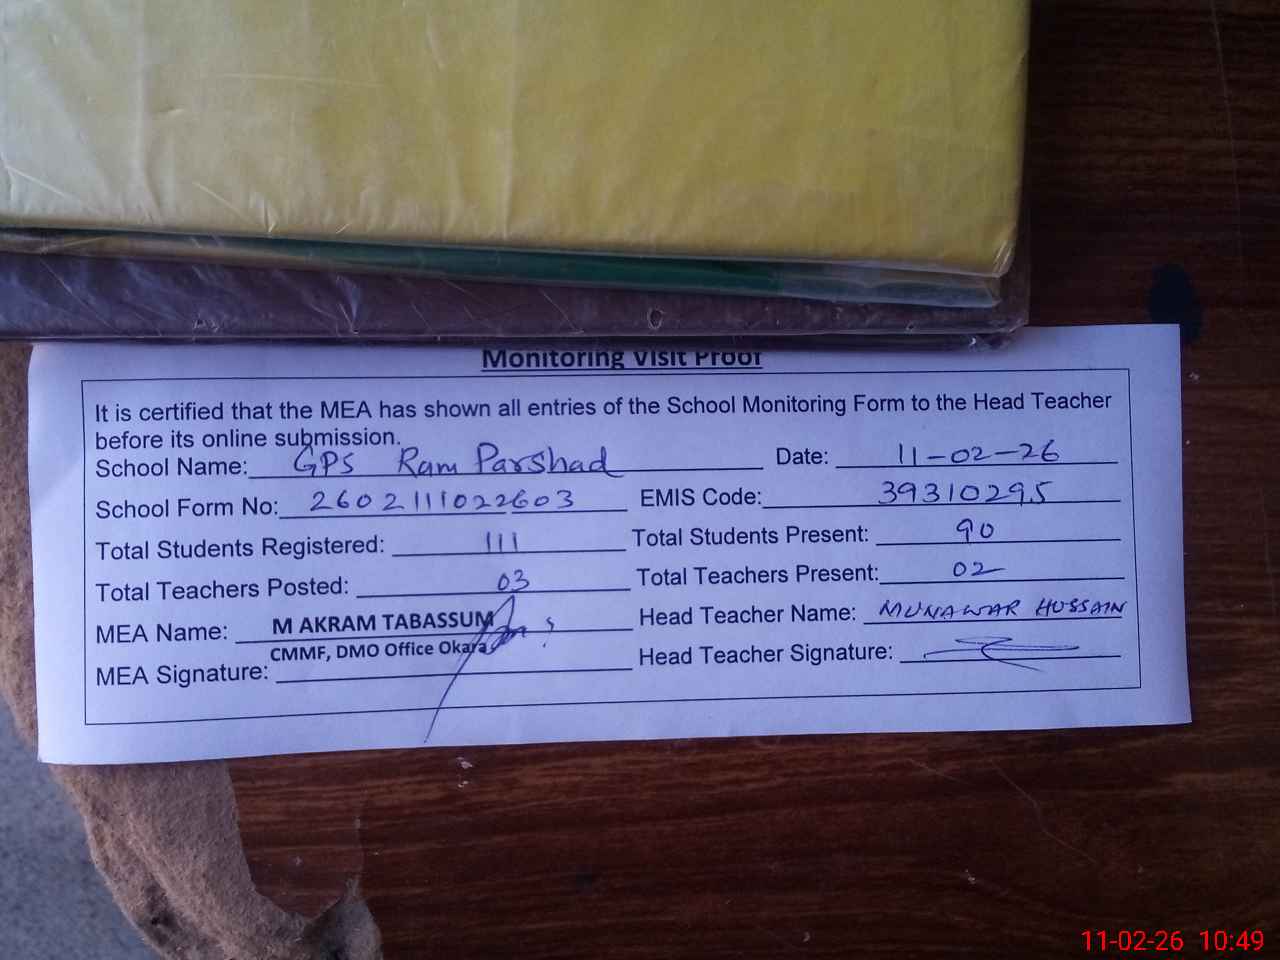 Monitoring Visit Proof
It is certified that the MEA has shown all entries of the School Monitoring Form to the Head Teacher
before its online submission.
School Name: GPS Ram Parshad Date: 11-02-26
School Form No: 2602111022603 EMIS Code: 39310295
Total Students Registered: 111 Total Students Present: 90
Total Teachers Posted: 03 Total Teachers Present: 02
MEA Name: M AKRAM TABASSUM Head Teacher Name: MUNAWAR HUSSAIN
CMMF, DMO Office Okara
MEA Signature: Head Teacher Signature:
11-02-26 10:49